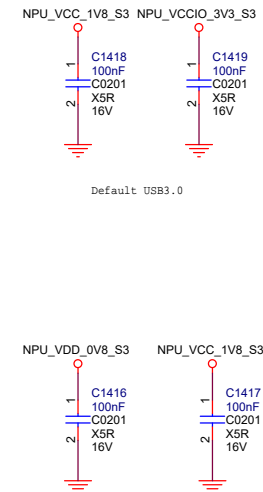 NPU_VCC_1V8_S3 NPU_VCCIO_3V3_S3
1 C1418
100nF
C0201
2 X5R
16V
1 C1419
100nF
C0201
2 X5R
16V
Default USB3.0
NPU_VDD_0V8_S3 NPU_VCC_1V8_S3
1 C1416
100nF
C0201
2 X5R
16V
1 C1417
100nF
C0201
2 X5R
16V